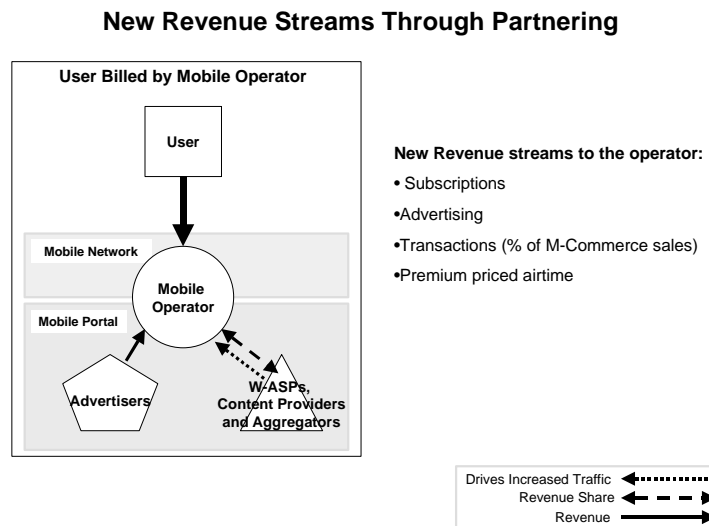 New Revenue Streams Through Partnering
User Billed by Mobile Operator
User
Mobile Network
Mobile
Operator
Mobile Portal
Advertisers
W-ASPs,
Content Providers
and Aggregators
New Revenue streams to the operator:
• Subscriptions
•Advertising
•Transactions (% of M-Commerce sales)
•Premium priced airtime
Drives Increased Traffic
Revenue Share
Revenue